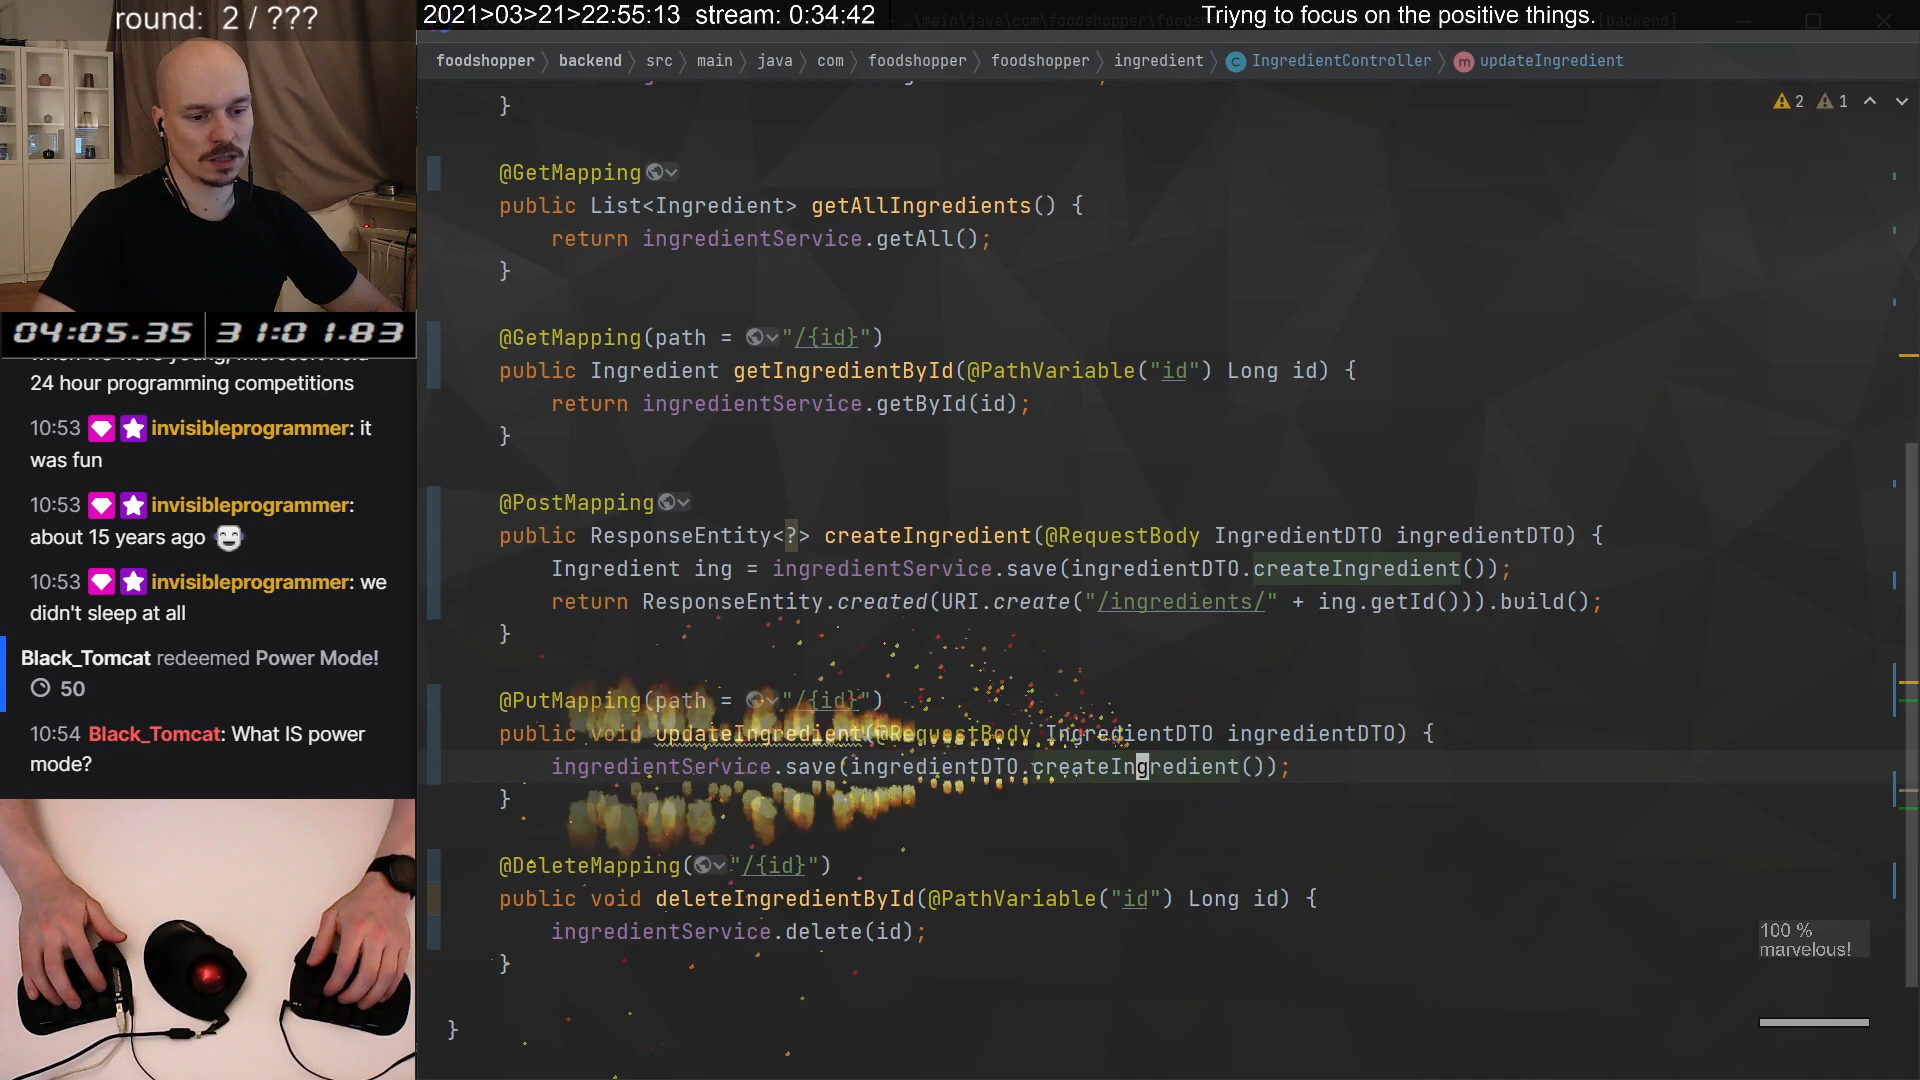 round: 2 / ???
2021>03>21>22:55:13 stream: 0:34:42
Triyng to focus on the positive things.
foodshopper 〉 backend 〉 src 〉 main 〉 java 〉 com 〉 foodshopper 〉 foodshopper 〉 ingredient 〉 C IngredientController 〉 m updateIngredient
2 1
}
@GetMapping
public List<Ingredient> getAllIngredients() {
return ingredientService.getAll();
}
@GetMapping(path = "/{id}")
public Ingredient getIngredientById(@PathVariable("id") Long id) {
return ingredientService.getById(id);
}
@PostMapping
public ResponseEntity<?> createIngredient(@RequestBody IngredientDTO ingredientDTO) {
Ingredient ing = ingredientService.save(ingredientDTO.createIngredient());
return ResponseEntity.created(URI.create("/ingredients/" + ing.getId())).build();
}
@PutMapping(path = "/{id}")
public void updateIngredient(@RequestBody IngredientDTO ingredientDTO) {
ingredientService.save(ingredientDTO.createIngredient());
}
@DeleteMapping("/{id}")
public void deleteIngredientById(@PathVariable("id") Long id) {
ingredientService.delete(id);
}
}
100 %
marvelous!
04:05.35 31:01.83
24 hour programming competitions
10:53 invisibleprogrammer: it
was fun
10:53 invisibleprogrammer:
about 15 years ago
10:53 invisibleprogrammer: we
didn't sleep at all
Black_Tomcat redeemed Power Mode!
50
10:54 Black_Tomcat: What IS power
mode?